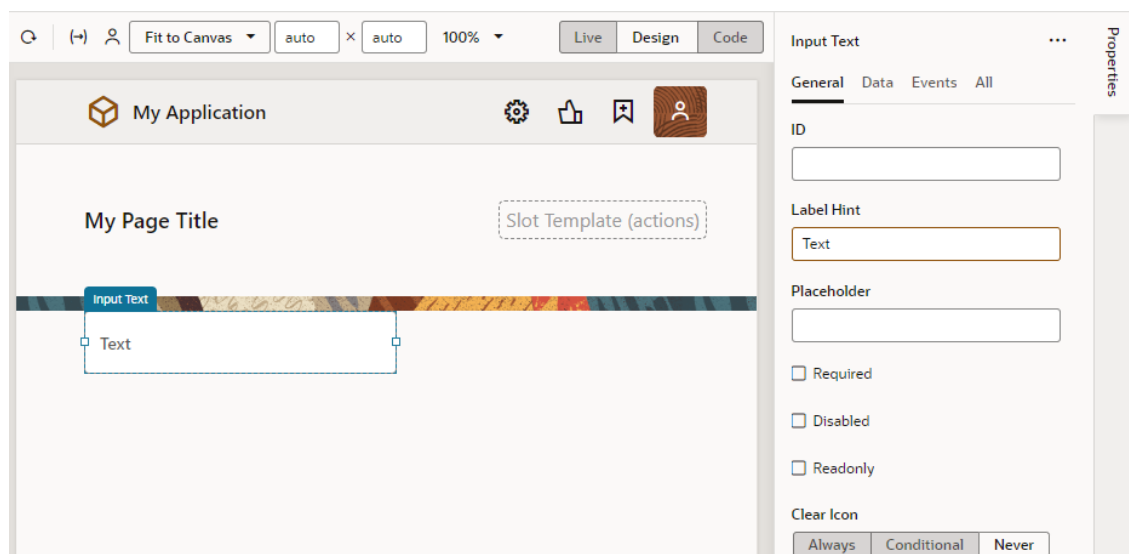 Fit to Canvas auto × auto 100% Live Design Code
My Application
My Page Title
Slot Template (actions)
Input Text
Text
Input Text
General Data Events All
ID
Label Hint
Text
Placeholder
Required
Disabled
Readonly
Clear Icon
Always Conditional Never
Properties